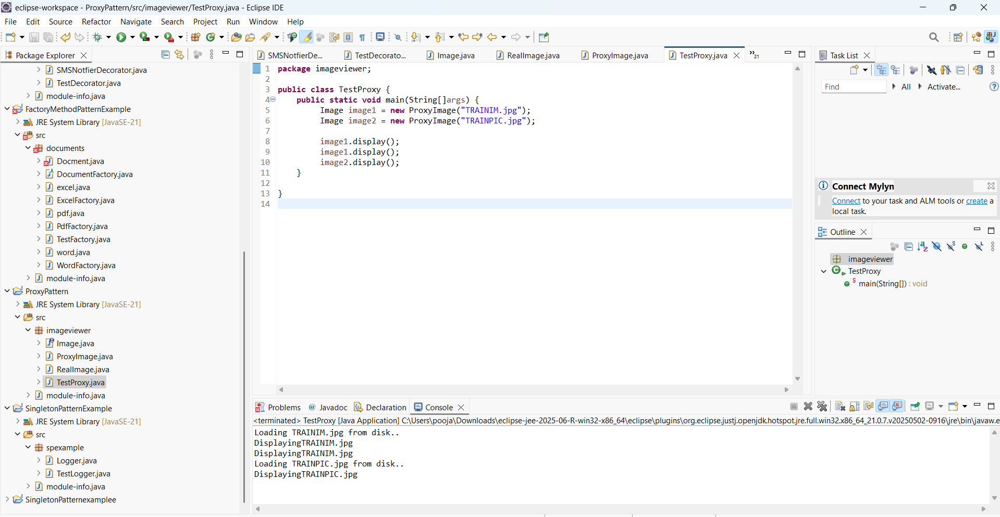 eclipse-workspace - ProxyPattern/src/imageviewer/TestProxy.java - Eclipse IDE
File Edit Source Refactor Navigate Search Project Run Window Help
Package Explorer
SMSNotfierDecorator.java
TestDecorator.java
module-info.java
FactoryMethodPatternExample
JRE System Library [JavaSE-21]
src
documents
Docment.java
DocumentFactory.java
excel.java
ExcelFactory.java
pdf.java
PdfFactory.java
TestFactory.java
word.java
WordFactory.java
module-info.java
ProxyPattern
JRE System Library [JavaSE-21]
src
imageviewer
Image.java
ProxyImage.java
RealImage.java
TestProxy.java
module-info.java
SingletonPatternExample
JRE System Library [JavaSE-21]
src
spexample
Logger.java
TestLogger.java
module-info.java
SingletonPatternexamplee
SMSNotfierDe... TestDecorato... Image.java RealImage.java ProxyImage.java TestProxy.java »21
1 package imageviewer;
2
3 public class TestProxy {
4 public static void main(String[]args) {
5 Image image1 = new ProxyImage("TRAINIM.jpg");
6 Image image2 = new ProxyImage("TRAINPIC.jpg");
7
8 image1.display();
9 image1.display();
10 image2.display();
11 }
12
13 }
14
Problems @ Javadoc Declaration Console
<terminated> TestProxy [Java Application] C:\Users\pooja\Downloads\eclipse-jee-2025-06-R-win32-x86_64\eclipse\plugins\org.eclipse.justj.openjdk.hotspot.jre.full.win32.x86_64_21.0.7.v20250502-0916\jre\bin\javaw.e
Loading TRAINIM.jpg from disk..
DisplayingTRAINIM.jpg
DisplayingTRAINIM.jpg
Loading TRAINPIC.jpg from disk..
DisplayingTRAINPIC.jpg
Task List
Find All Activate...
Connect Mylyn
Connect to your task and ALM tools or create a
local task.
Outline
imageviewer
TestProxy
main(String[]) : void